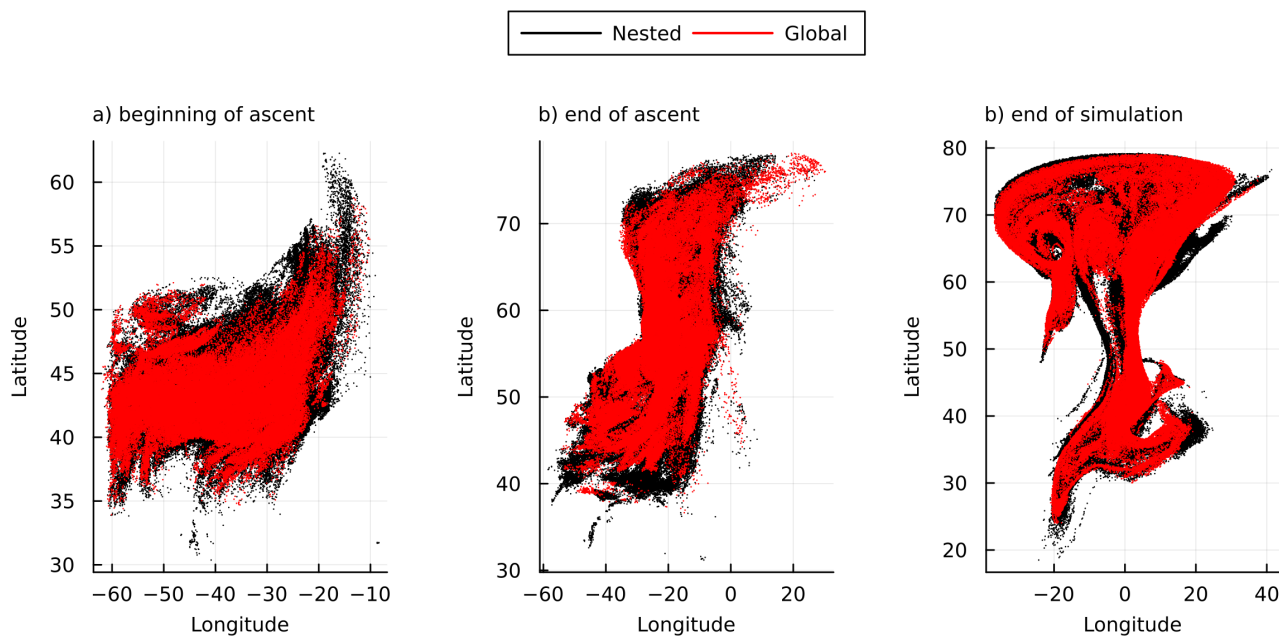 Nested Global
a) beginning of ascent
60
55
50
45
40
35
30
−60 −50 −40 −30 −20 −10
Longitude
Latitude
b) end of ascent
70
60
50
40
30
−60 −40 −20 0 20
Longitude
Latitude
b) end of simulation
80
70
60
50
40
30
20
−20 0 20 40
Longitude
Latitude